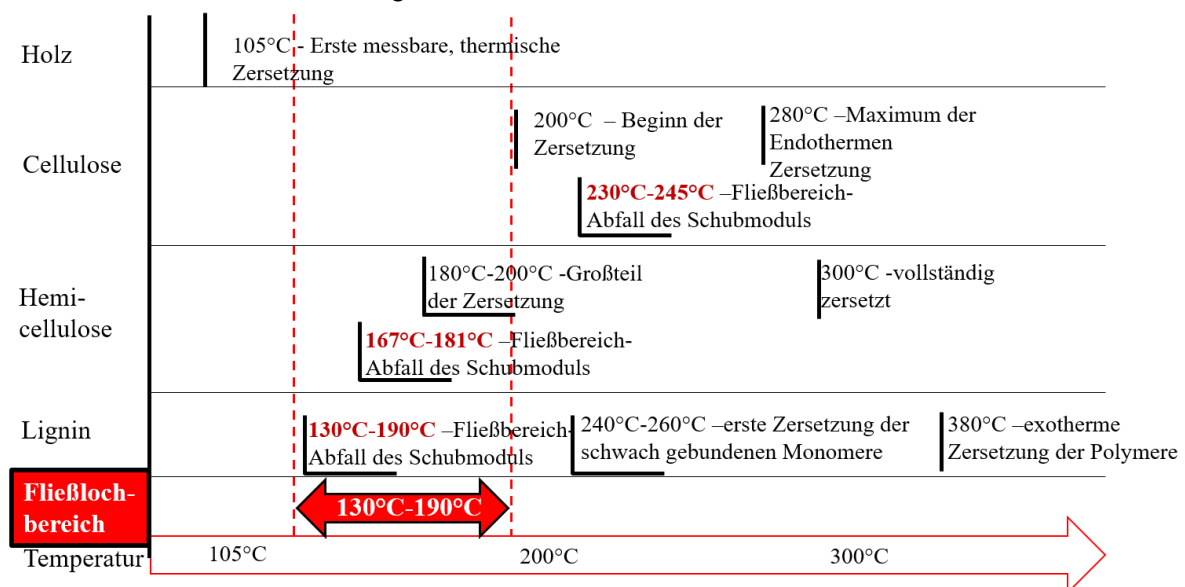 Holz
105°C - Erste messbare, thermische
Zersetzung
Cellulose
200°C – Beginn der
Zersetzung
280°C –Maximum der
Endothermen
Zersetzung
230°C-245°C –Fließbereich-
Abfall des Schubmoduls
Hemi-
cellulose
180°C-200°C -Großteil
der Zersetzung
300°C -vollständig
zersetzt
167°C-181°C –Fließbereich-
Abfall des Schubmoduls
Lignin
130°C-190°C –Fließbereich-
Abfall des Schubmoduls
240°C-260°C –erste Zersetzung der
schwach gebundenen Monomere
380°C –exotherme
Zersetzung der Polymere
Fließloch-
bereich
130°C-190°C
Temperatur
105°C
200°C
300°C